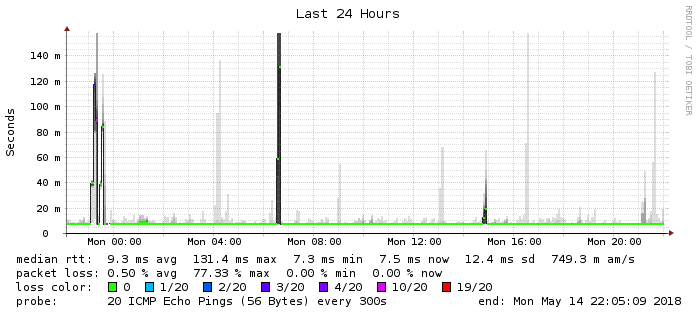 Last 24 Hours
RRDTOOL / TOBI OETIKER
Seconds
140 m
120 m
100 m
80 m
60 m
40 m
20 m
0
Mon 00:00 Mon 04:00 Mon 08:00 Mon 12:00 Mon 16:00 Mon 20:00
median rtt: 9.3 ms avg 131.4 ms max 7.3 ms min 7.5 ms now 12.4 ms sd 749.3 m am/s
packet loss: 0.50 % avg 77.33 % max 0.00 % min 0.00 % now
loss color: 0 1/20 2/20 3/20 4/20 10/20 19/20
probe: 20 ICMP Echo Pings (56 Bytes) every 300s end: Mon May 14 22:05:09 2018